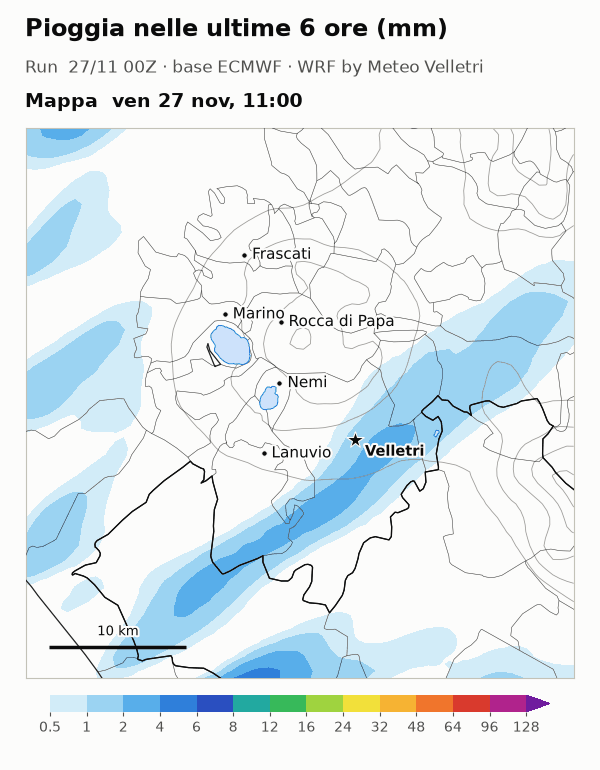 Pioggia nelle ultime 6 ore (mm)
Run  27/11 00Z · base ECMWF · WRF by Meteo Velletri
Mappa  ven 27 nov, 11:00
Frascati
Marino
Rocca di Papa
Nemi
Velletri
Lanuvio
10 km
0.5 1 2 4 6 8 12 16 24 32 48 64 96 128